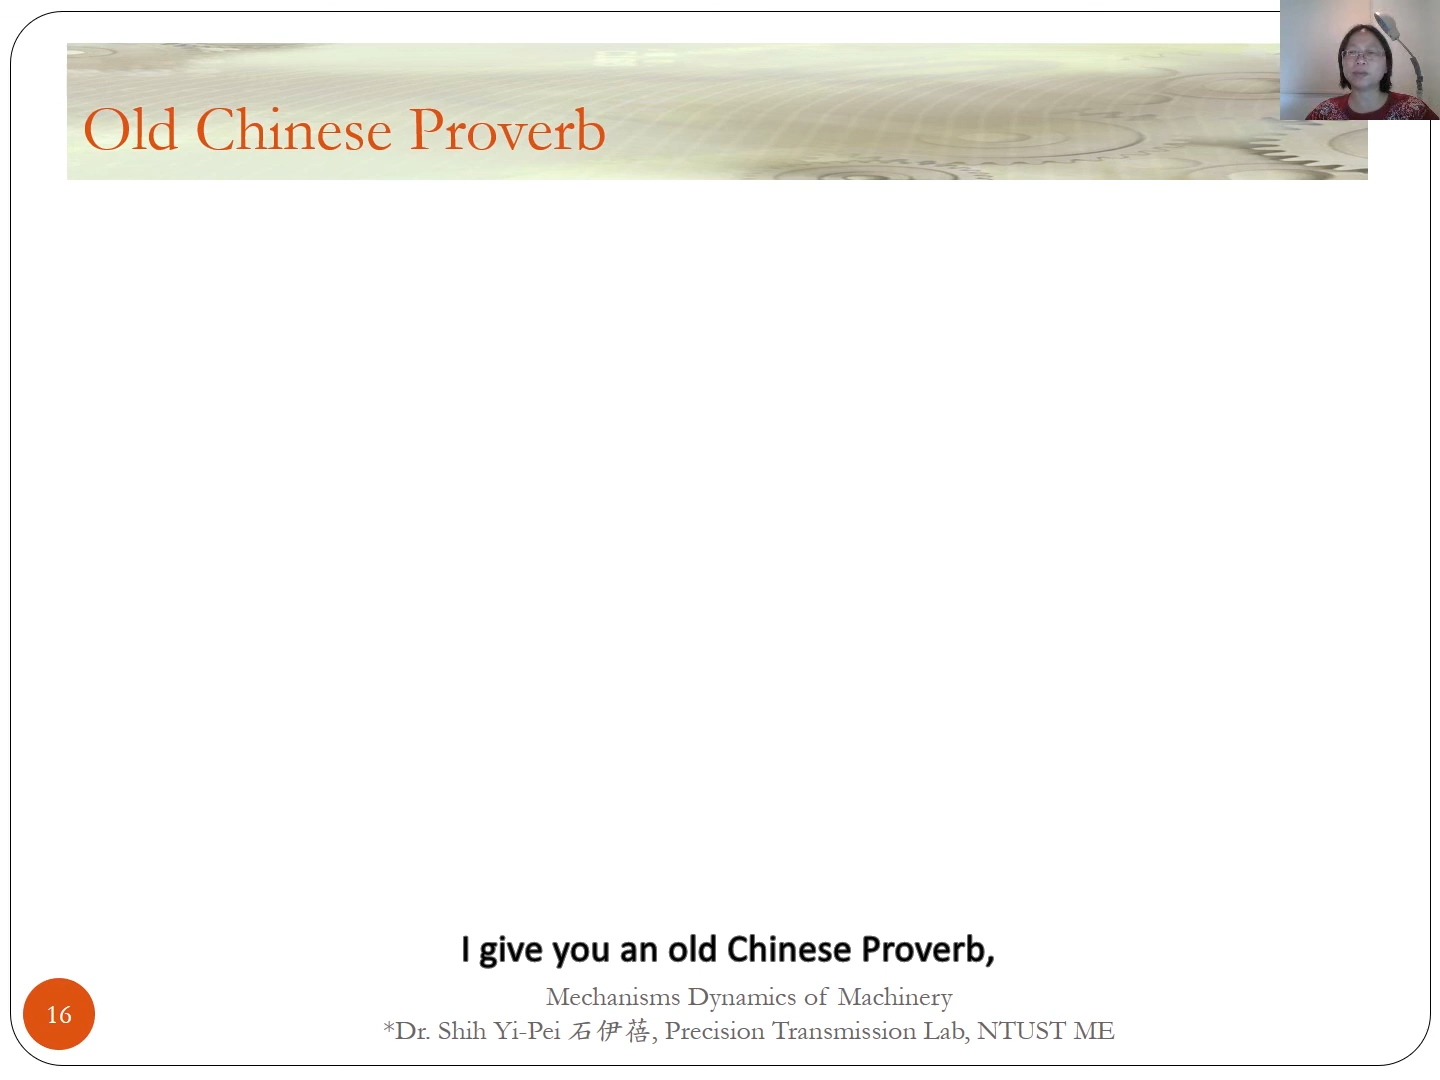 Old Chinese Proverb
I give you an old Chinese Proverb,
16
Mechanisms Dynamics of Machinery
*Dr. Shih Yi-Pei 石伊蓓, Precision Transmission Lab, NTUST ME